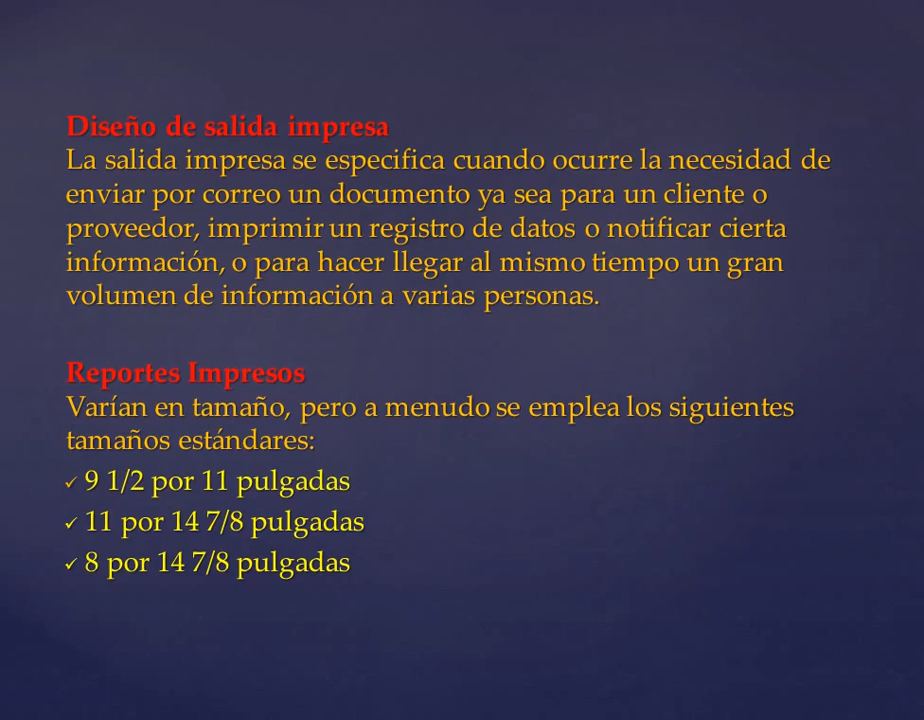 Diseño de salida impresa
La salida impresa se especifica cuando ocurre la necesidad de
enviar por correo un documento ya sea para un cliente o
proveedor, imprimir un registro de datos o notificar cierta
información, o para hacer llegar al mismo tiempo un gran
volumen de información a varias personas.
Reportes Impresos
Varían en tamaño, pero a menudo se emplea los siguientes
tamaños estándares:
✓ 9 1/2 por 11 pulgadas
✓ 11 por 14 7/8 pulgadas
✓ 8 por 14 7/8 pulgadas